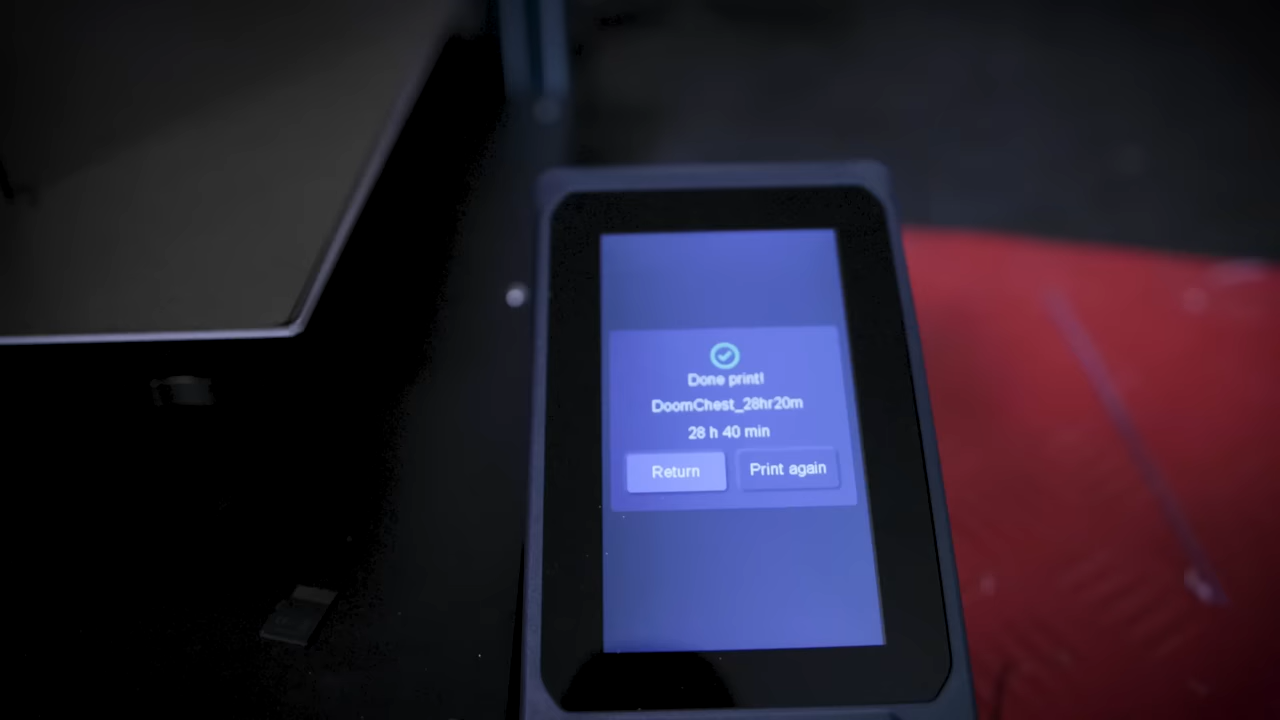 Done print!
DoomChest_28hr20m
28 h 40 min
Return
Print again